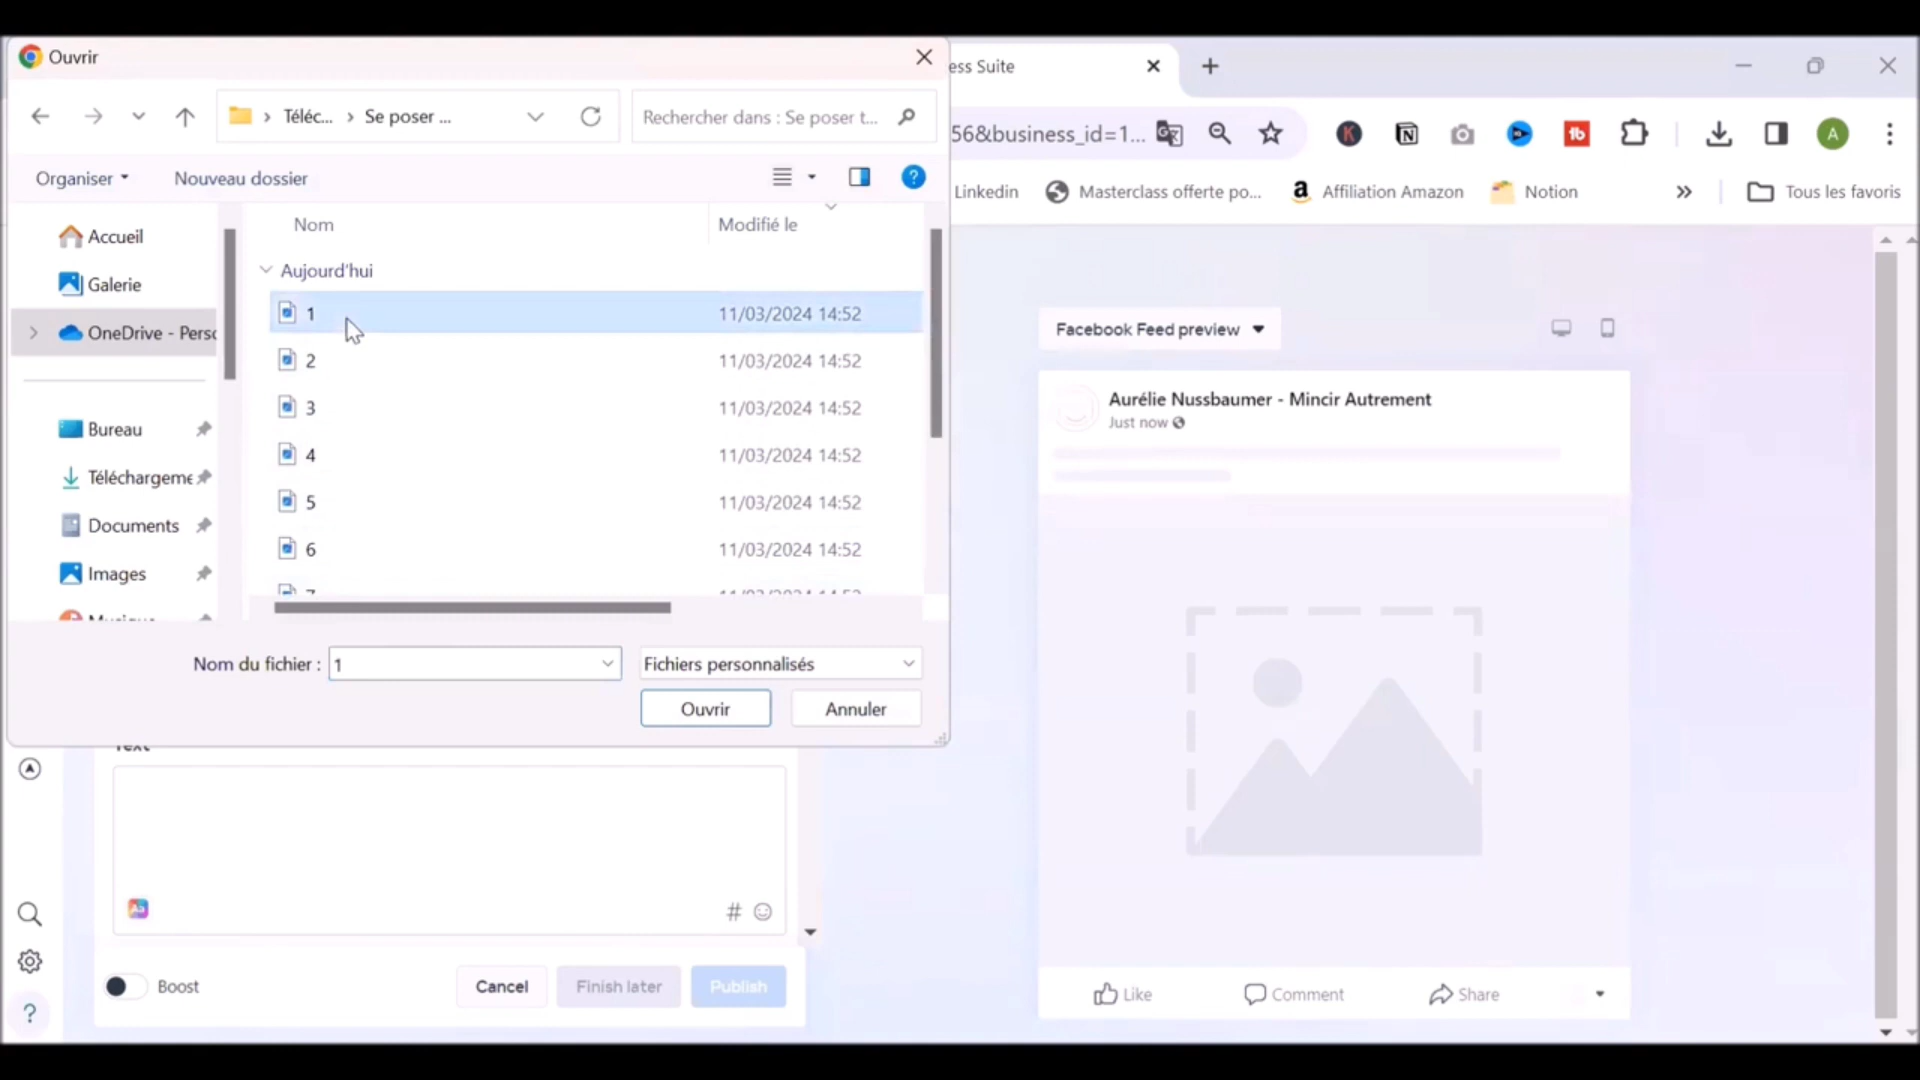 Ouvrir
ess Suite
Téléc...
Se poser ...
Rechercher dans : Se poser t...
56&business_id=1...
A
Organiser
Nouveau dossier
Linkedin
Masterclass offerte po...
Affiliation Amazon
Notion
Tous les favoris
Nom
Modifié le
Accueil
Aujourd'hui
Galerie
1 11/03/2024 14:52
OneDrive - Perso
2 11/03/2024 14:52
3 11/03/2024 14:52
Bureau
4 11/03/2024 14:52
Téléchargeme
5 11/03/2024 14:52
Documents
6 11/03/2024 14:52
Images
Nom du fichier : 1
Fichiers personnalisés
Ouvrir
Annuler
Facebook Feed preview
Aurélie Nussbaumer - Mincir Autrement
Just now
Text
Boost
Cancel
Finish later
Publish
Like
Comment
Share